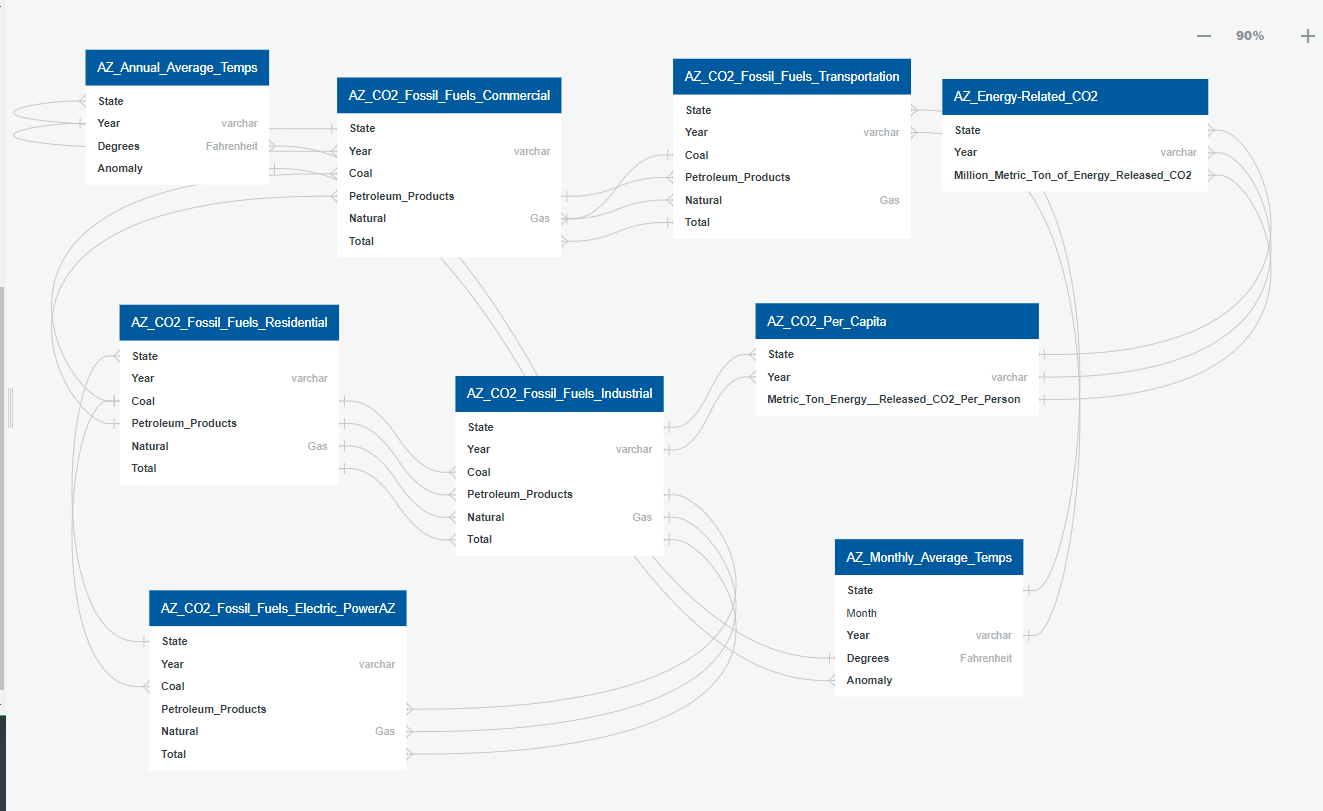 90%
AZ_Annual_Average_Temps
State
Year varchar
Degrees Fahrenheit
Anomaly
AZ_CO2_Fossil_Fuels_Commercial
State
Year varchar
Coal
Petroleum_Products
Natural Gas
Total
AZ_CO2_Fossil_Fuels_Transportation
State
Year varchar
Coal
Petroleum_Products
Natural Gas
Total
AZ_Energy-Related_CO2
State
Year varchar
Million_Metric_Ton_of_Energy_Released_CO2
AZ_CO2_Fossil_Fuels_Residential
State
Year varchar
Coal
Petroleum_Products
Natural Gas
Total
AZ_CO2_Fossil_Fuels_Industrial
State
Year varchar
Coal
Petroleum_Products
Natural Gas
Total
AZ_CO2_Per_Capita
State
Year varchar
Metric_Ton_Energy__Released_CO2_Per_Person
AZ_CO2_Fossil_Fuels_Electric_PowerAZ
State
Year varchar
Coal
Petroleum_Products
Natural Gas
Total
AZ_Monthly_Average_Temps
State
Month
Year varchar
Degrees Fahrenheit
Anomaly